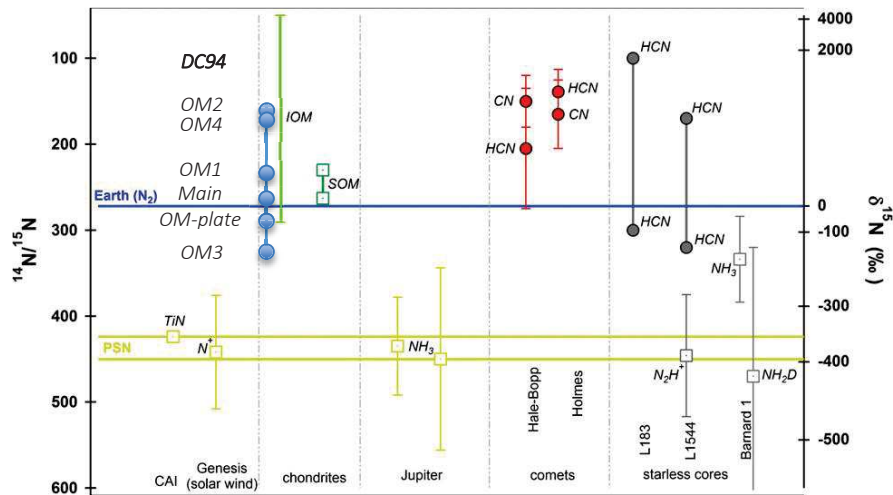 4000
100
DC94
HCN
2000
OM2
CN
HCN
HCN
OM4
IOM
CN
200
HCN
OM1
SOM
Earth (N2)
Main
0
OM-plate
300
HCN
-100
OM3
HCN
NH3
-300
400
TiN
PSN
N+
NH3
-400
N2H+
NH2D
500
-500
600
14N/15N
δ15N (‰)
Hale-Bopp
Holmes
L183
L1544
Barnard 1
CAI
Genesis
(solar wind)
chondrites
Jupiter
comets
starless cores